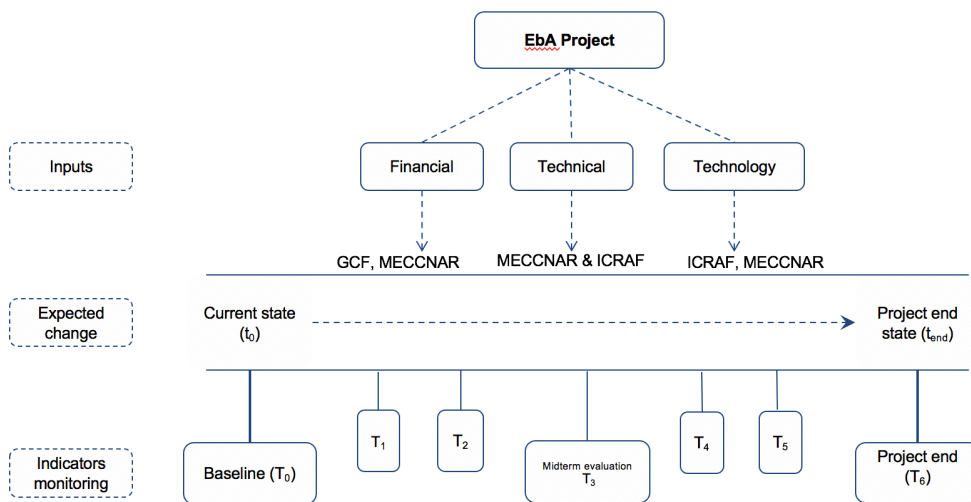 EbA Project
Inputs
Financial
Technical
Technology
GCF, MECCNAR
MECCNAR & ICRAF
ICRAF, MECCNAR
Expected
change
Current state
(t₀)
Project end
state (tₑₙd)
Indicators
monitoring
Baseline (T₀)
T₁
T₂
Midterm evaluation
T₃
T₄
T₅
Project end
(T₆)